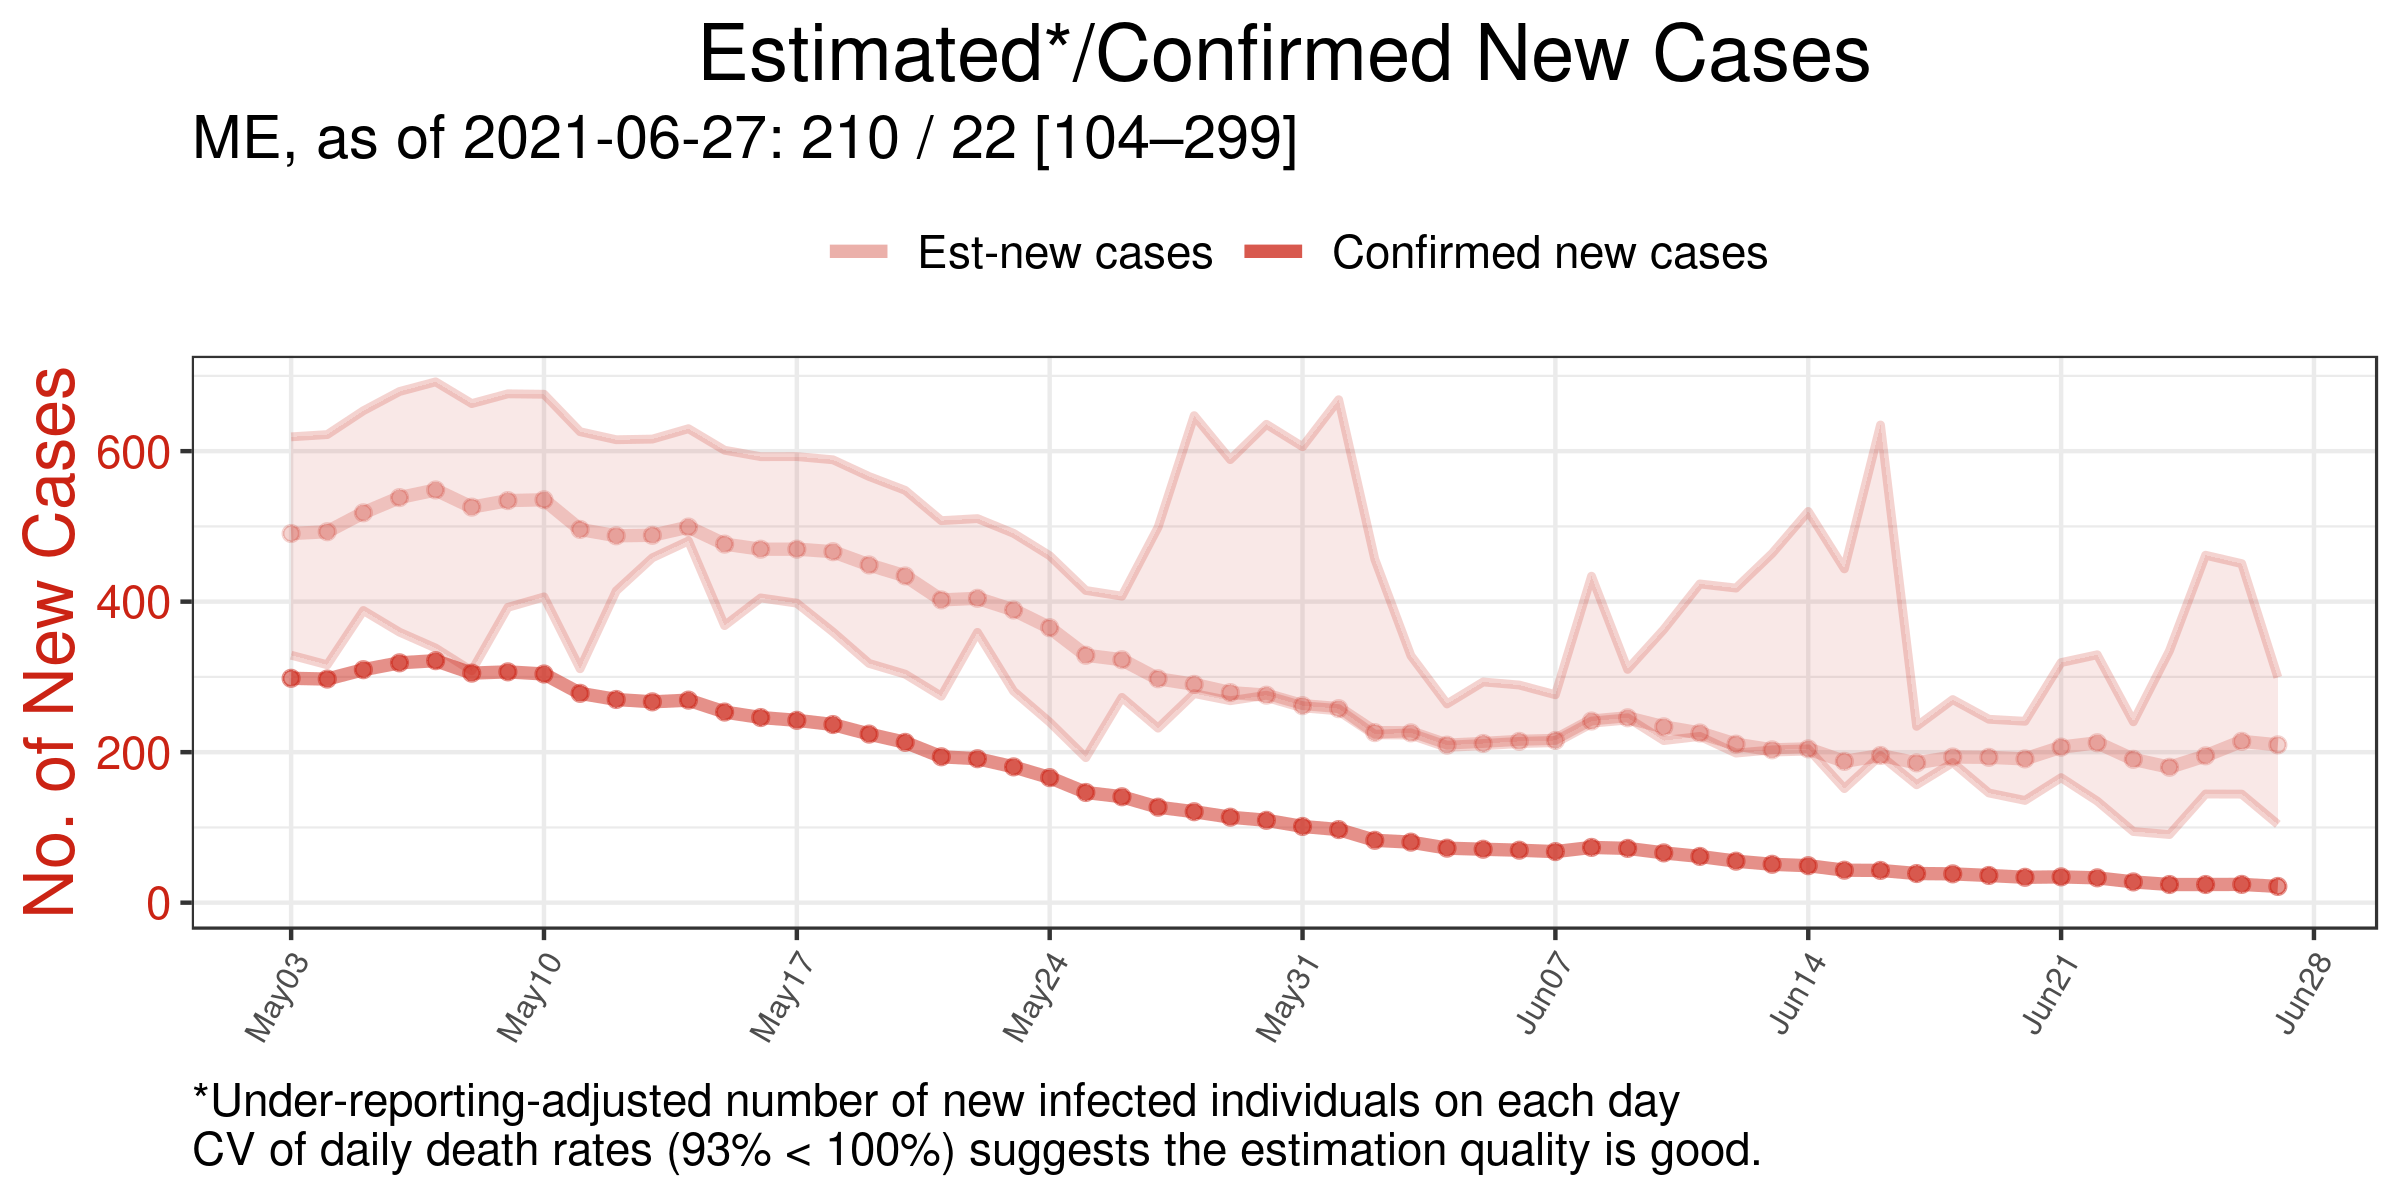 Estimated*/Confirmed New Cases
ME, as of 2021-06-27: 210 / 22 [104–299]
Est-new cases
Confirmed new cases
No. of New Cases
600
400
200
0
May03
May10
May17
May24
May31
Jun07
Jun14
Jun21
Jun28
*Under-reporting-adjusted number of new infected individuals on each day
CV of daily death rates (93% < 100%) suggests the estimation quality is good.